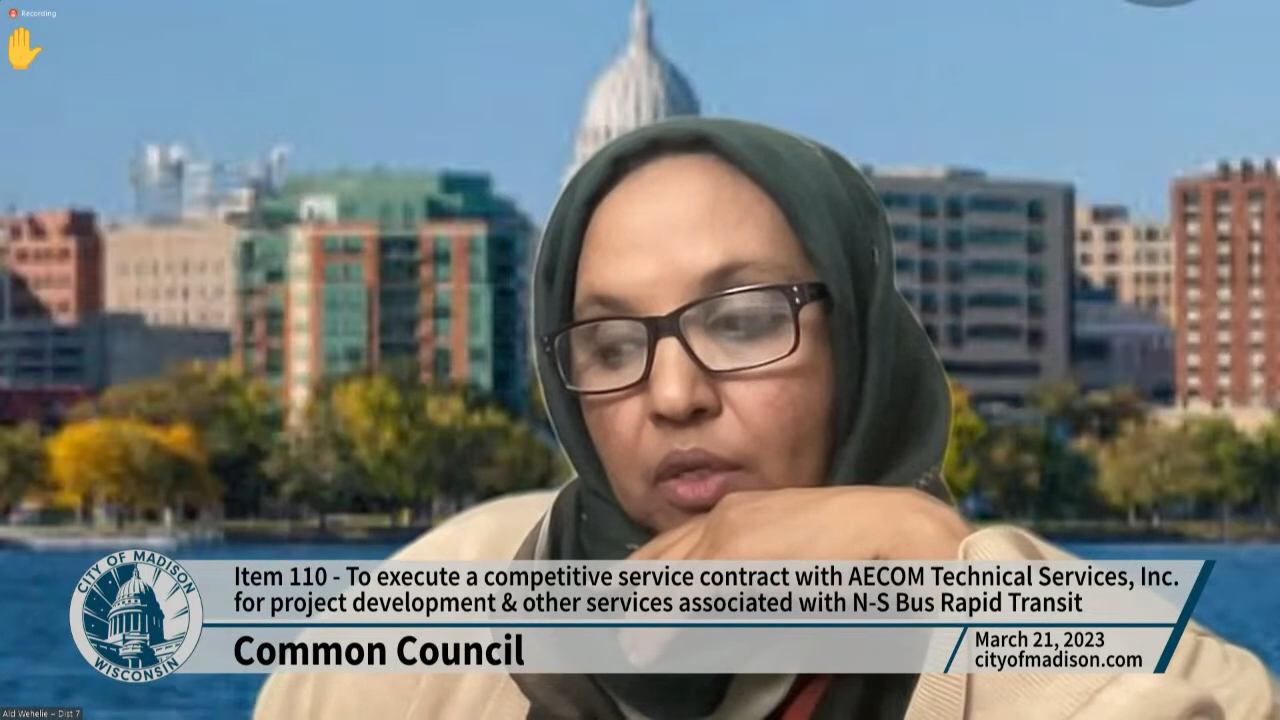 Recording
CITY OF MADISON
WISCONSIN
Item 110 - To execute a competitive service contract with AECOM Technical Services, Inc.
for project development & other services associated with N-S Bus Rapid Transit
Common Council
March 21, 2023
cityofmadison.com
Ald Wehelie – Dist 7